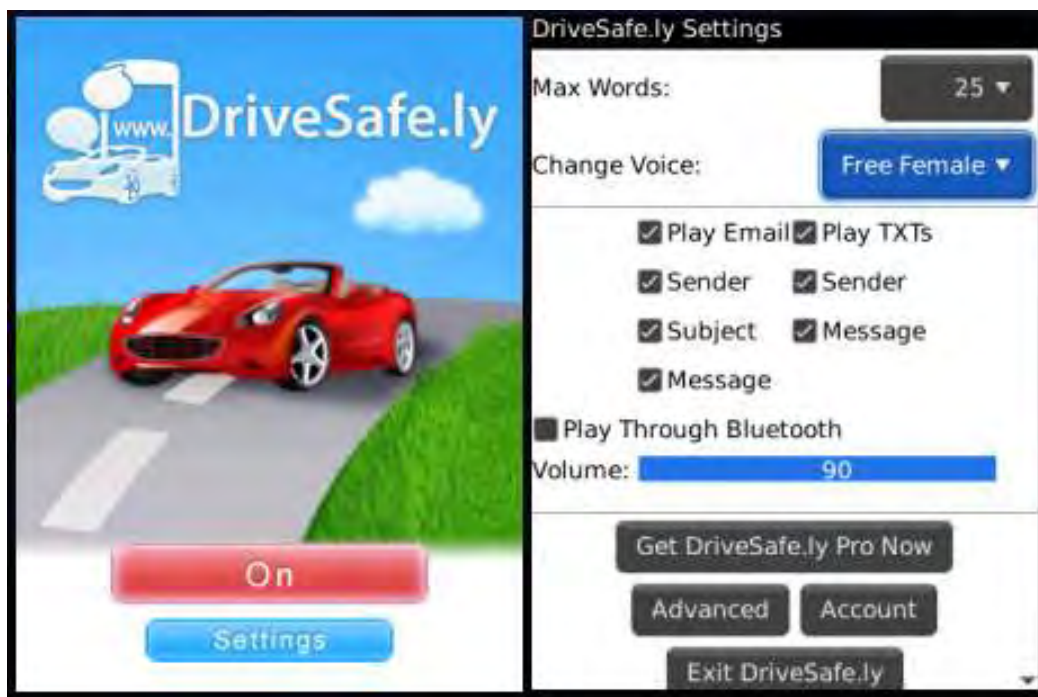 www.DriveSafe.ly
On
Settings
DriveSafe.ly Settings
Max Words: 25
Change Voice: Free Female
Play Email Play TXTs
Sender Sender
Subject Message
Message
Play Through Bluetooth
Volume: 90
Get DriveSafe.ly Pro Now
Advanced Account
Exit DriveSafe.ly